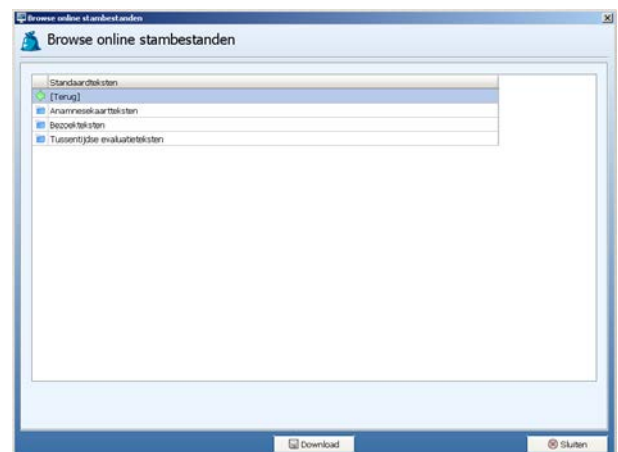 Browse online stambestanden
Browse online stambestanden
Standaardteksten
[Terug]
Anamnesekaartteksten
Bezoekteksten
Tussentijdse evaluatieteksten
Download
Sluiten